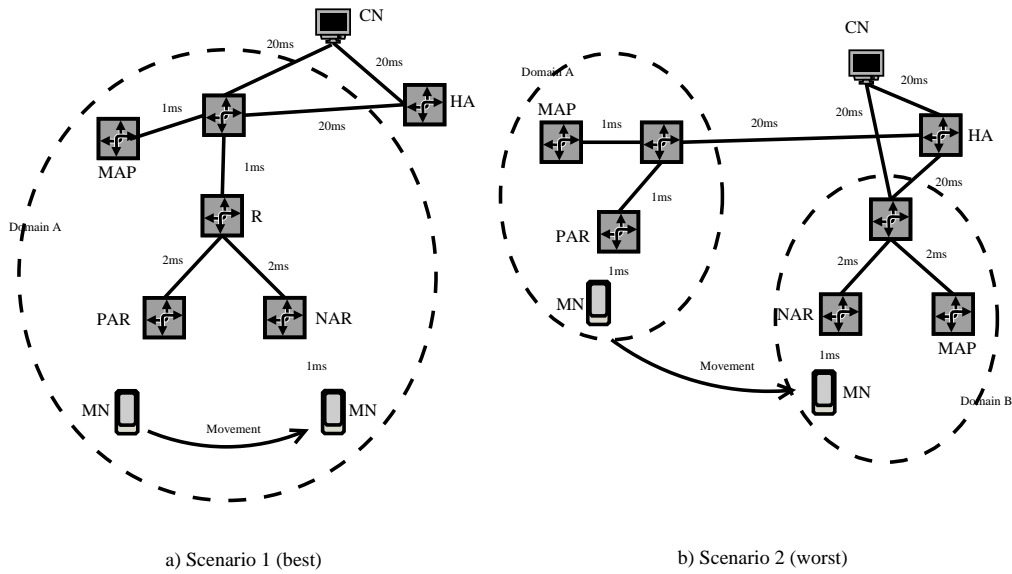 CN
20ms
20ms
1ms
HA
20ms
MAP
1ms
R
Domain A
2ms
2ms
PAR
NAR
1ms
MN
MN
Movement
a) Scenario 1 (best)
CN
Domain A
20ms
MAP
20ms
1ms
20ms
HA
1ms
20ms
PAR
2ms
2ms
1ms
MN
NAR
MAP
1ms
Movement
MN
Domain B
b) Scenario 2 (worst)